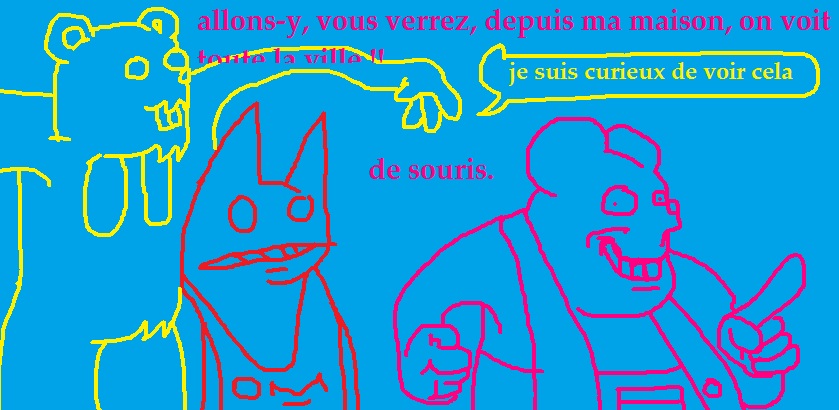 allons-y, vous verrez, depuis ma maison, on voit
toute la ville !!
je suis curieux de voir cela
de souris.